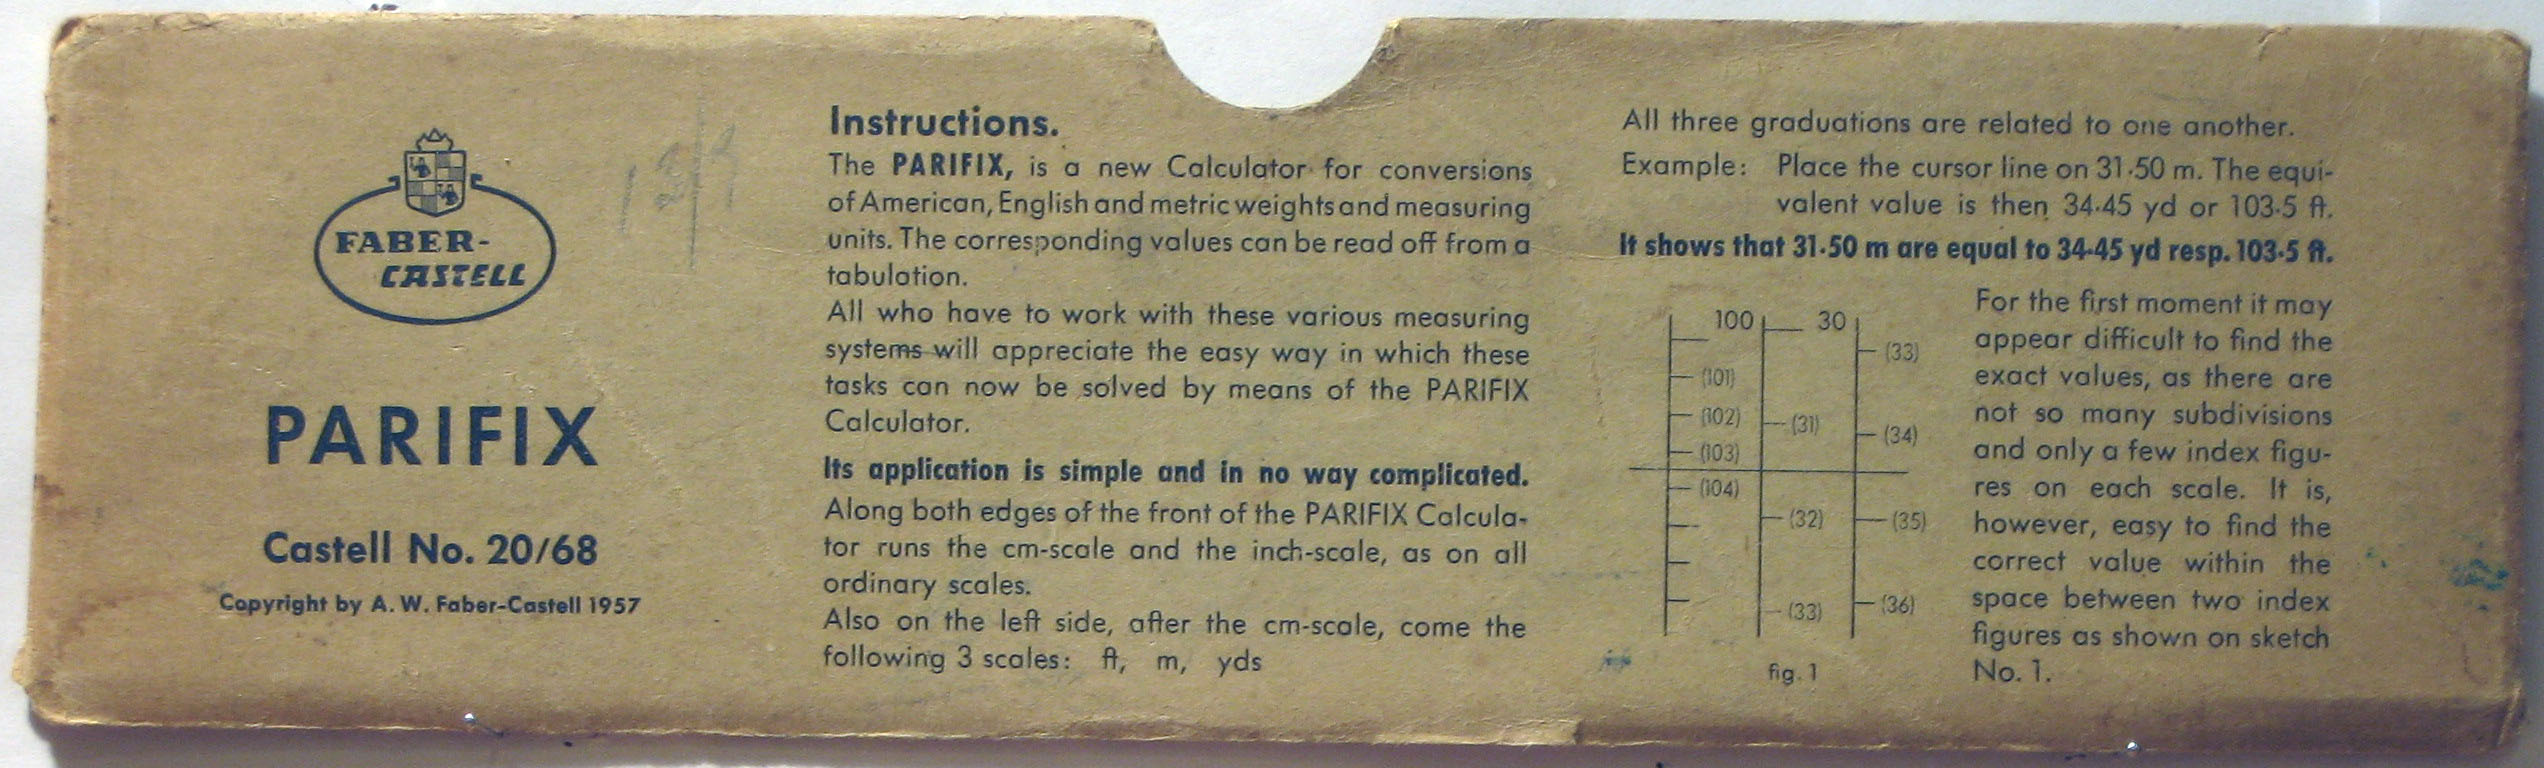 FABER-
CASTELL
PARIFIX
Castell No. 20/68
Copyright by A. W. Faber-Castell 1957
Instructions.
The PARIFIX, is a new Calculator for conversions
of American, English and metric weights and measuring
units. The corresponding values can be read off from a
tabulation.
All who have to work with these various measuring
systems will appreciate the easy way in which these
tasks can now be solved by means of the PARIFIX
Calculator.
Its application is simple and in no way complicated.
Along both edges of the front of the PARIFIX Calcula-
tor runs the cm-scale and the inch-scale, as on all
ordinary scales.
Also on the left side, after the cm-scale, come the
following 3 scales: ft, m, yds
All three graduations are related to one another.
Example: Place the cursor line on 31·50 m. The equi-
valent value is then 34·45 yd or 103·5 ft.
It shows that 31·50 m are equal to 34·45 yd resp. 103·5 ft.
100 30
(33)
(101)
(102) (31) (34)
(103)
(104)
(32) (35)
(33) (36)
fig. 1
For the first moment it may
appear difficult to find the
exact values, as there are
not so many subdivisions
and only a few index figu-
res on each scale. It is,
however, easy to find the
correct value within the
space between two index
figures as shown on sketch
No. 1.